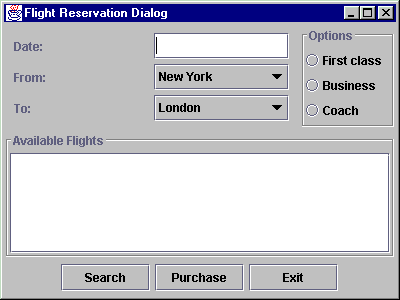 Flight Reservation Dialog
Date:
From:
New York
To:
London
Options
First class
Business
Coach
Available Flights
Search
Purchase
Exit